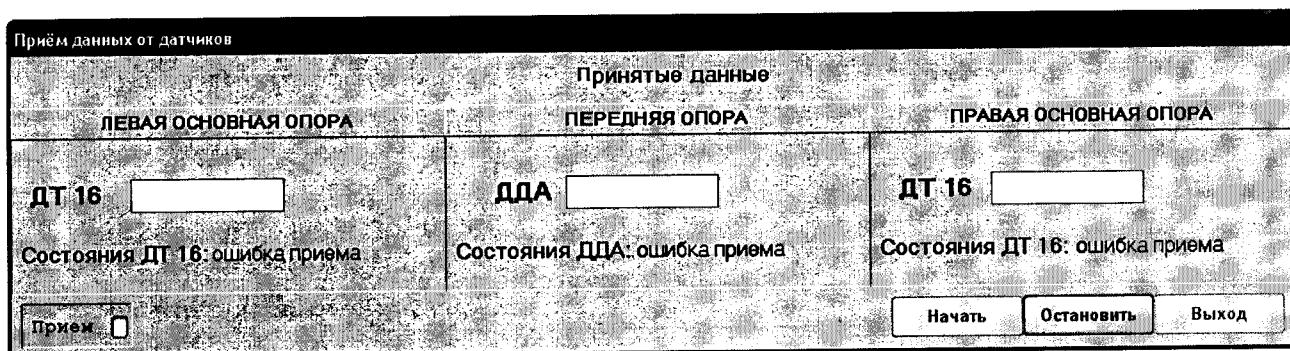 Приём данных от датчиков
Принятые данные
ЛЕВАЯ ОСНОВНАЯ ОПОРА
ПЕРЕДНЯЯ ОПОРА
ПРАВАЯ ОСНОВНАЯ ОПОРА
ДТ 16
ДДА
ДТ 16
Состояния ДТ 16: ошибка приема
Состояния ДДА: ошибка приема
Состояния ДТ 16: ошибка приема
Прием
Начать
Остановить
Выход